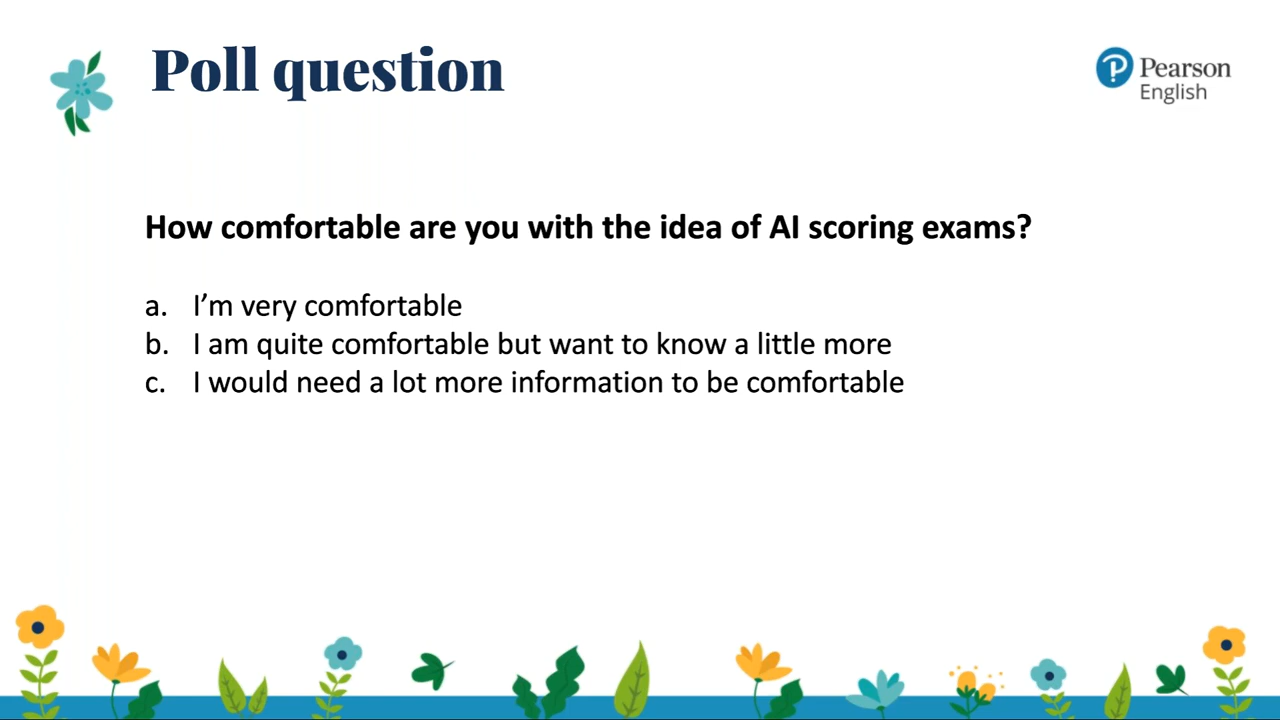 Poll question
Pearson
English
How comfortable are you with the idea of AI scoring exams?
a. I’m very comfortable
b. I am quite comfortable but want to know a little more
c. I would need a lot more information to be comfortable